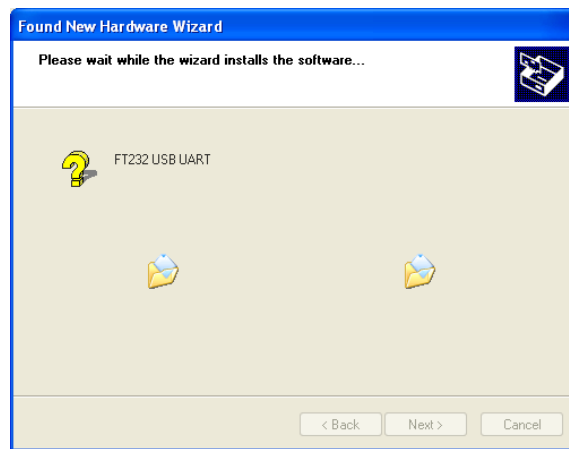 Found New Hardware Wizard
Please wait while the wizard installs the software...
FT232 USB UART
< Back
Next >
Cancel